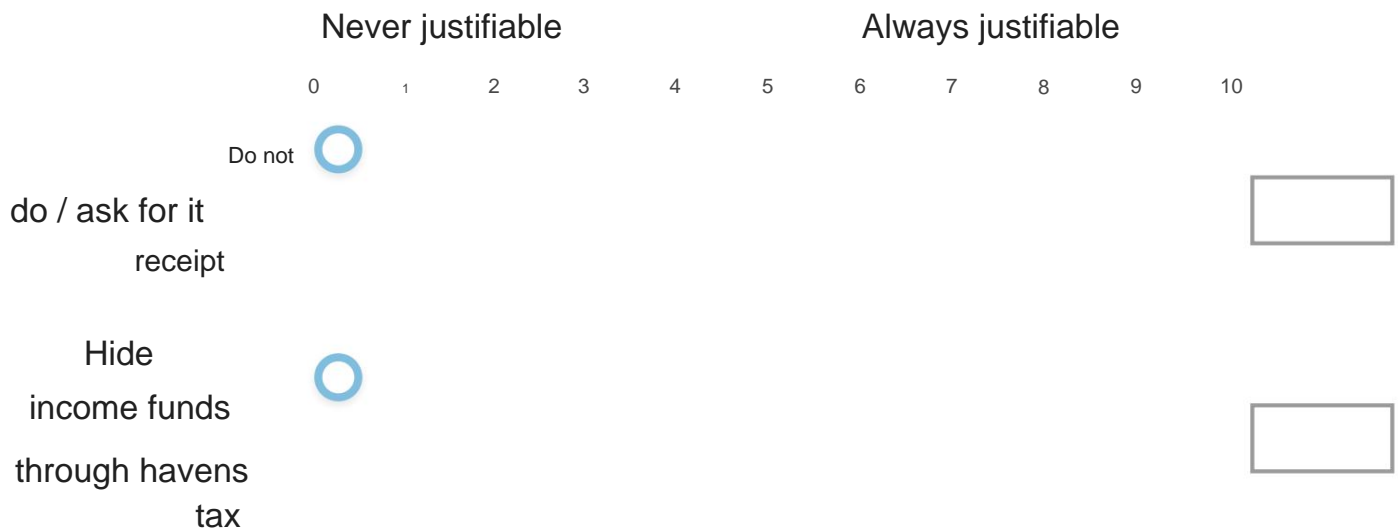 Never justifiable Always justifiable
0 1 2 3 4 5 6 7 8 9 10
Do not
do / ask for it
receipt
Hide
income funds
through havens
tax